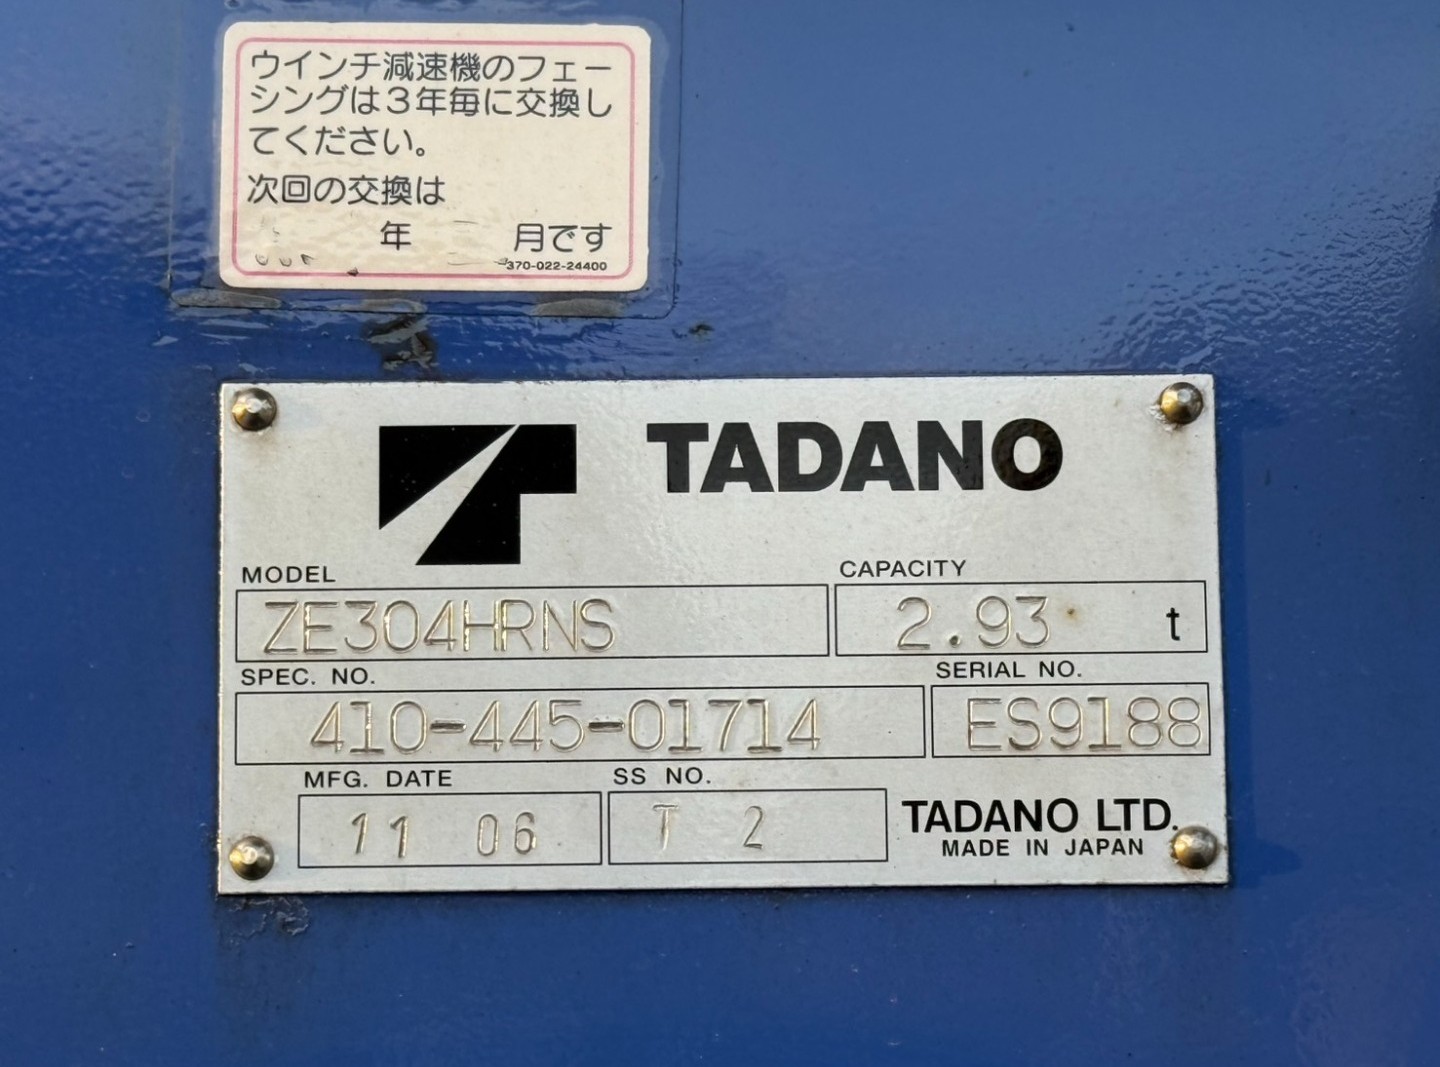 ウインチ減速機のフェー
シングは3年毎に交換し
てください。
次回の交換は
年 月です
370-022-24400
TADANO
MODEL CAPACITY
ZE304HRNS 2.93 t
SPEC. NO. SERIAL NO.
410-445-01714 ES9188
MFG. DATE SS NO.
11 06 T 2
TADANO LTD.
MADE IN JAPAN